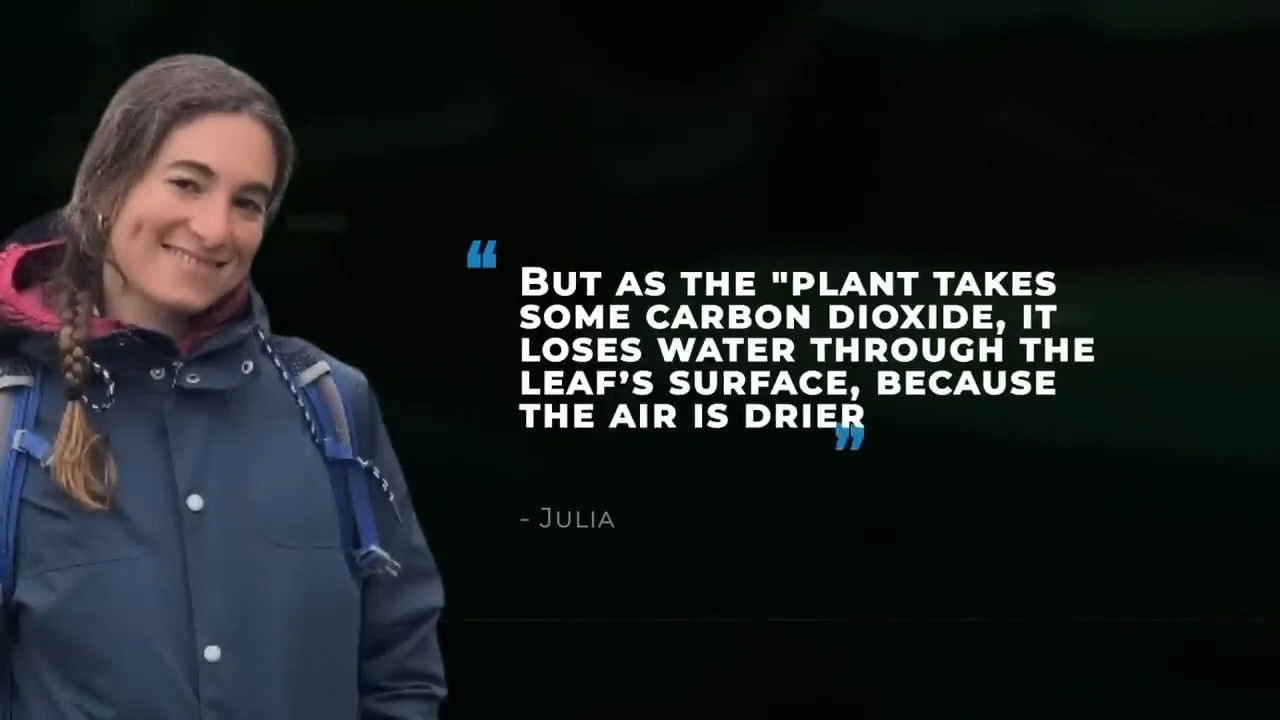 “
BUT AS THE "PLANT TAKES
SOME CARBON DIOXIDE, IT
LOSES WATER THROUGH THE
LEAF’S SURFACE, BECAUSE
THE AIR IS DRIER
”
- JULIA